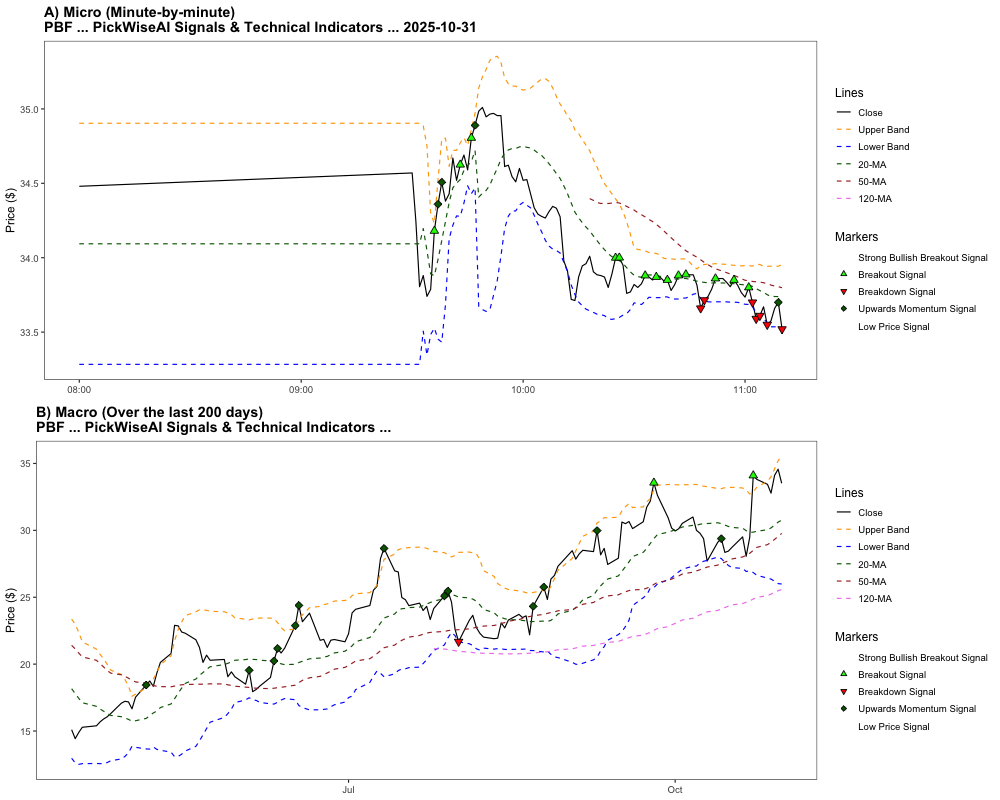 A) Micro (Minute-by-minute)
PBF ... PickWiseAI Signals & Technical Indicators ... 2025-10-31
Price ($)
35.0
34.5
34.0
33.5
08:00
09:00
10:00
11:00
Lines
Close
Upper Band
Lower Band
20-MA
50-MA
120-MA
Markers
Strong Bullish Breakout Signal
Breakout Signal
Breakdown Signal
Upwards Momentum Signal
Low Price Signal
B) Macro (Over the last 200 days)
PBF ... PickWiseAI Signals & Technical Indicators ...
Price ($)
35
30
25
20
15
Jul
Oct
Lines
Close
Upper Band
Lower Band
20-MA
50-MA
120-MA
Markers
Strong Bullish Breakout Signal
Breakout Signal
Breakdown Signal
Upwards Momentum Signal
Low Price Signal